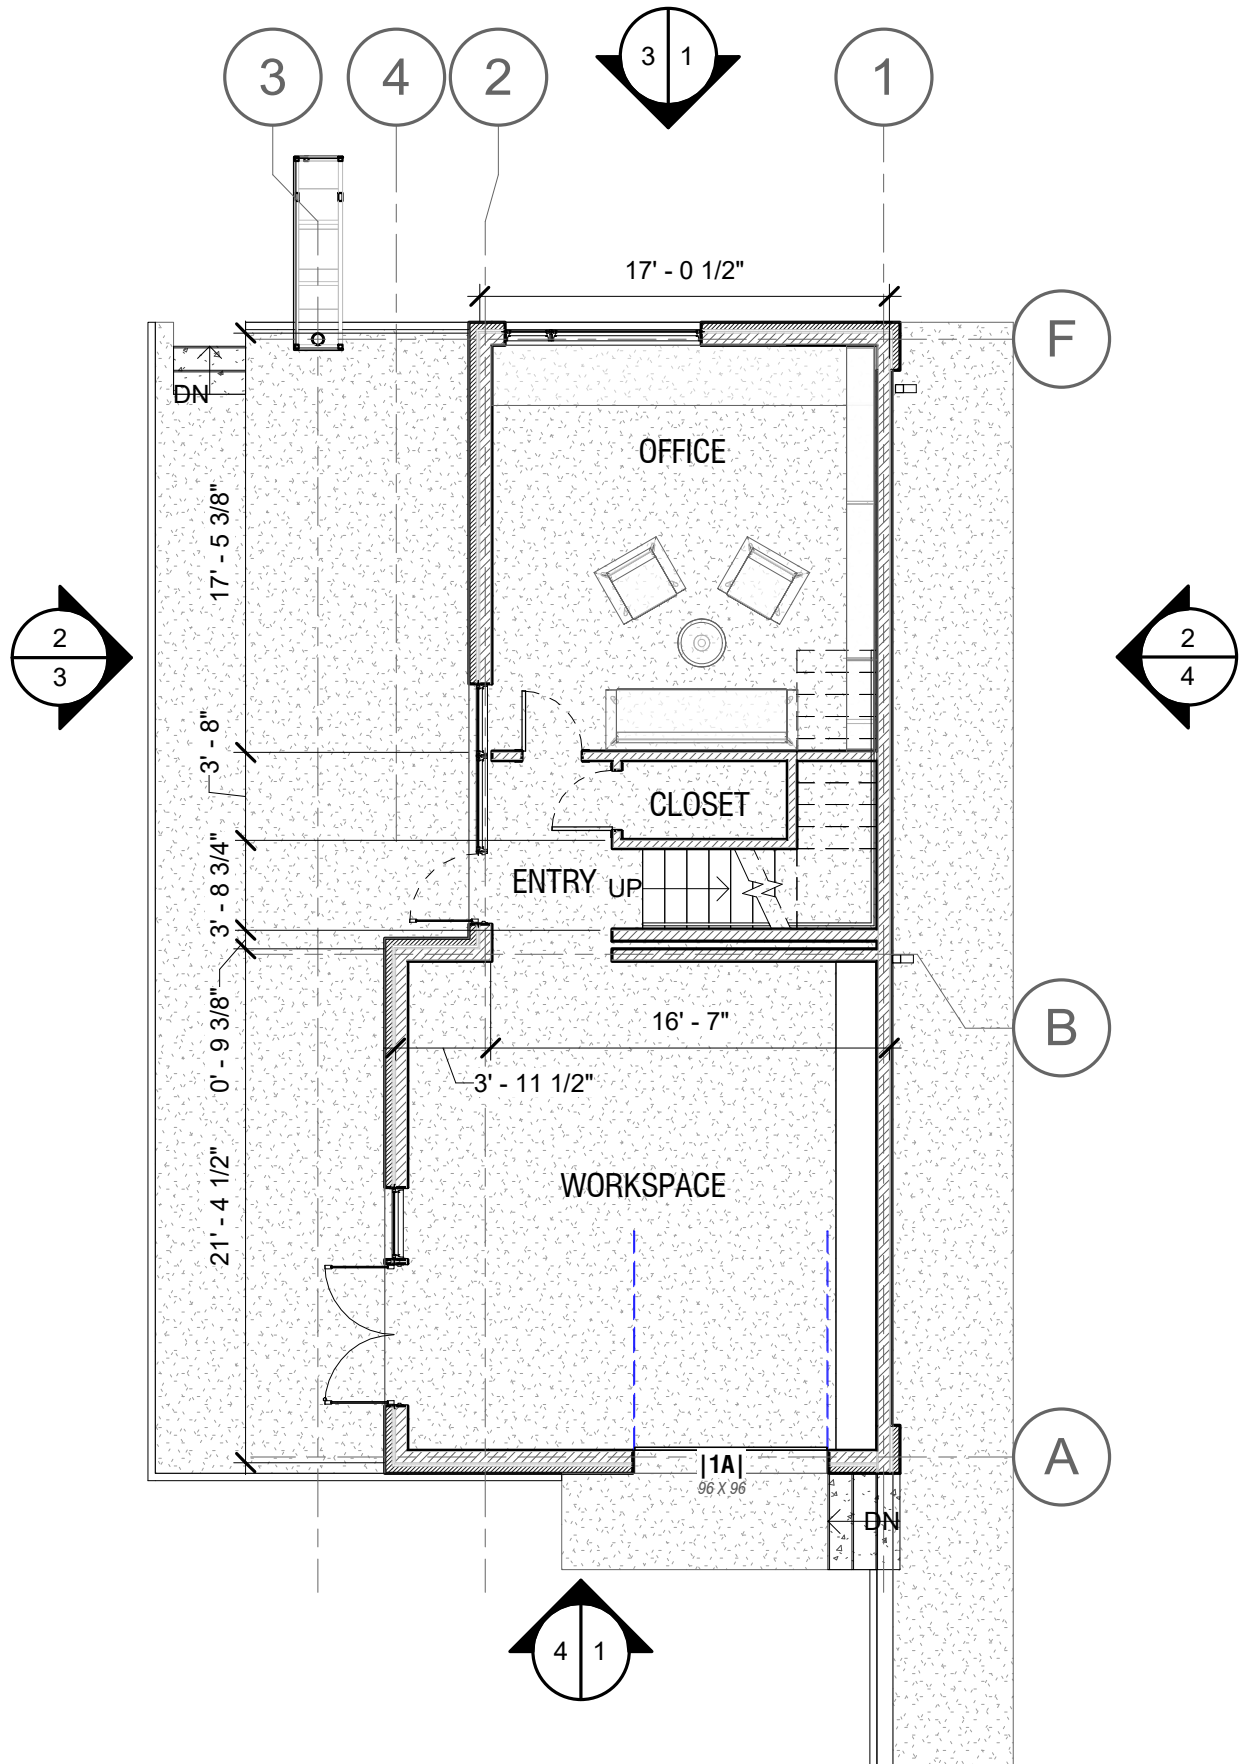 3
4
2
3 1
1
17' - 0 1/2"
F
DN
OFFICE
17' - 5 3/8"
2
3
2
4
3' - 8"
CLOSET
3' - 8 3/4"
ENTRY UP
0' - 9 3/8"
16' - 7"
B
3' - 11 1/2"
21' - 4 1/2"
WORKSPACE
A
|1A|
96 X 96
DN
4 1